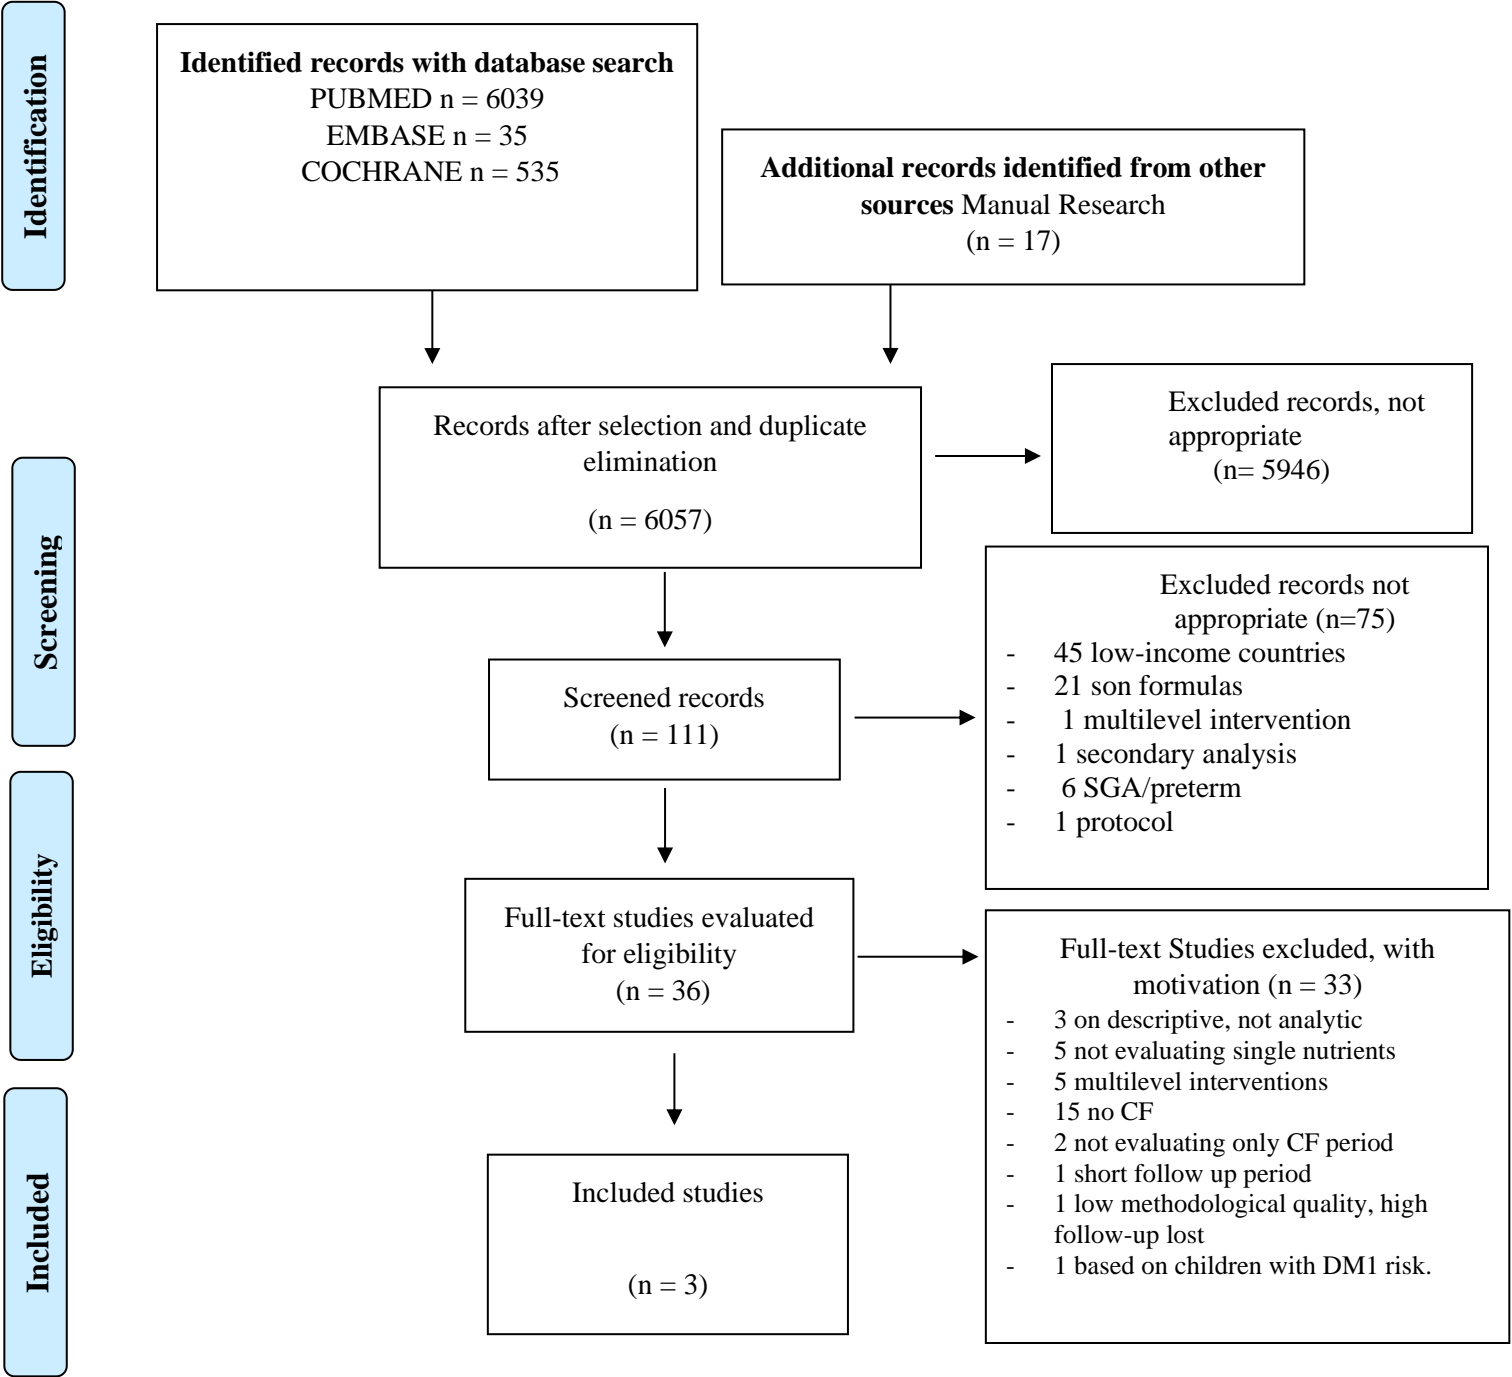 Identification
Identified records with database search
PUBMED n = 6039
EMBASE n = 35
COCHRANE n = 535
Additional records identified from other
sources Manual Research
(n = 17)
Screening
Records after selection and duplicate
elimination
(n = 6057)
Excluded records, not
appropriate
(n= 5946)
Screened records
(n = 111)
Excluded records not
appropriate (n=75)
- 45 low-income countries
- 21 son formulas
- 1 multilevel intervention
- 1 secondary analysis
- 6 SGA/preterm
- 1 protocol
Eligibility
Full-text studies evaluated
for eligibility
(n = 36)
Full-text Studies excluded, with
motivation (n = 33)
- 3 on descriptive, not analytic
- 5 not evaluating single nutrients
- 5 multilevel interventions
- 15 no CF
- 2 not evaluating only CF period
- 1 short follow up period
- 1 low methodological quality, high
follow-up lost
- 1 based on children with DM1 risk.
Included
Included studies
(n = 3)